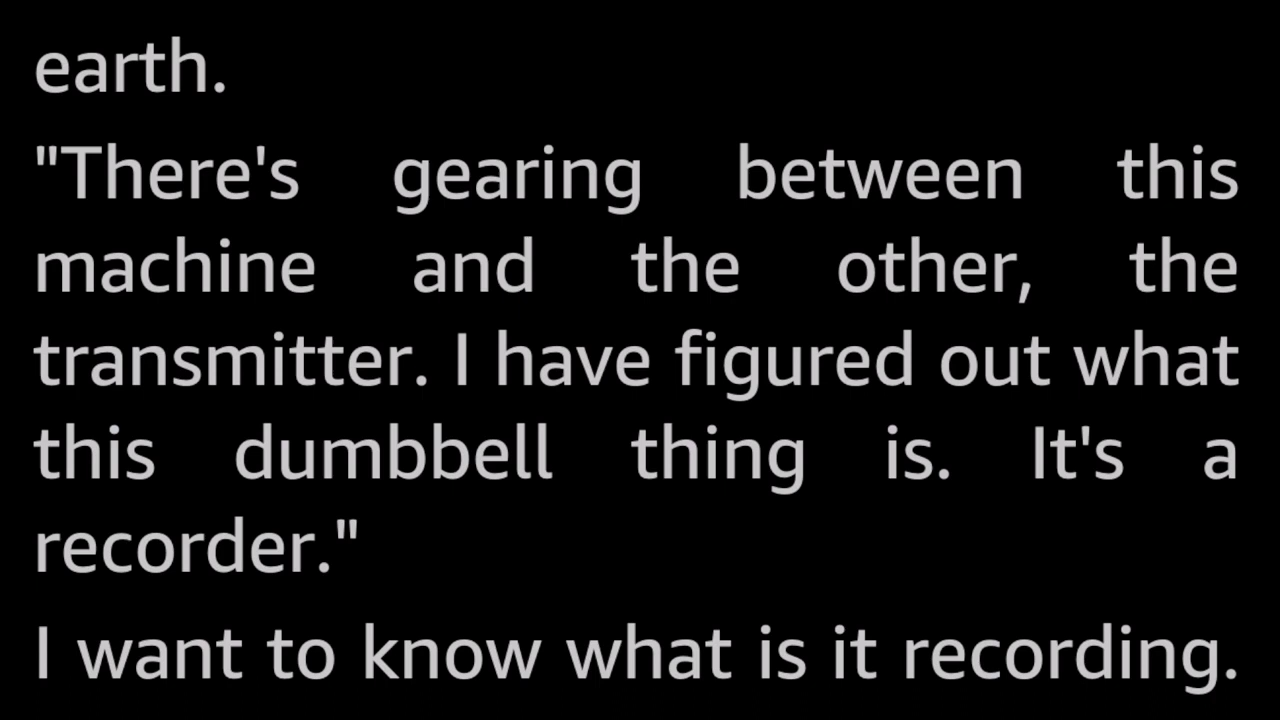 earth.
"There's gearing between this
machine and the other, the
transmitter. I have figured out what
this dumbbell thing is. It's a
recorder."
I want to know what is it recording.